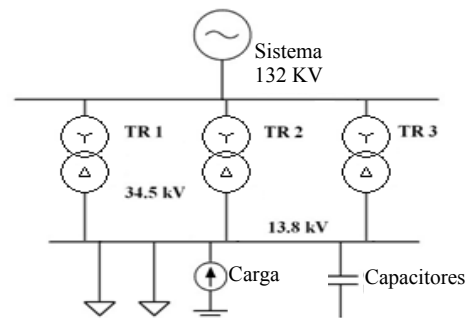 Sistema
132 KV
TR 1
TR 2
TR 3
34.5 kV
13.8 kV
Carga
Capacitores